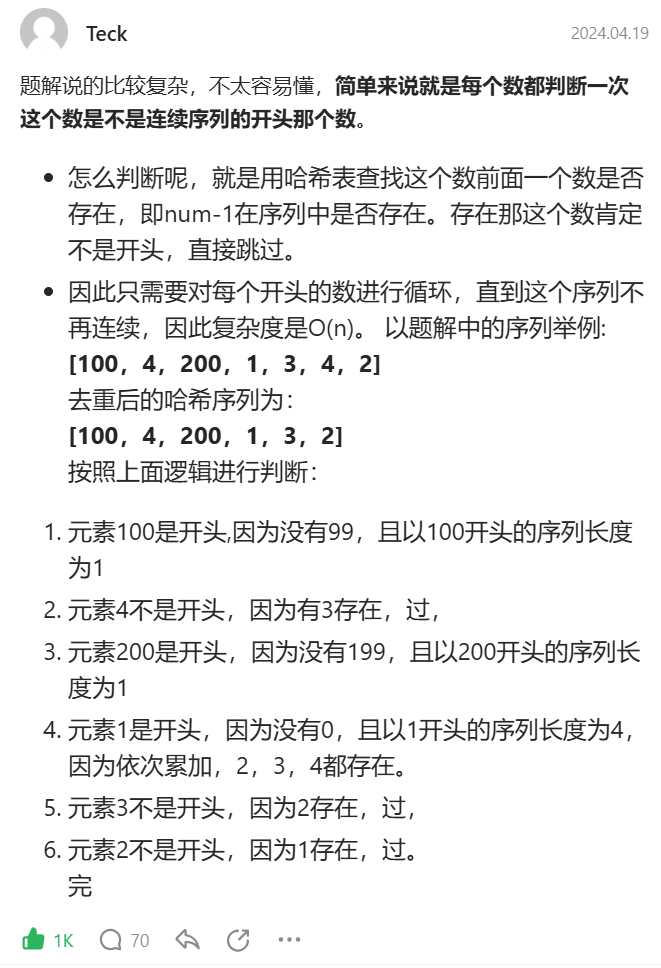 Teck
2024.04.19
题解说的比较复杂，不太容易懂，简单来说就是每个数都判断一次
这个数是不是连续序列的开头那个数。
• 怎么判断呢，就是用哈希表查找这个数前面一个数是否
存在，即num-1在序列中是否存在。存在那这个数肯定
不是开头，直接跳过。
• 因此只需要对每个开头的数进行循环，直到这个序列不
再连续，因此复杂度是O(n)。 以题解中的序列举例:
[100，4，200，1，3，4，2]
去重后的哈希序列为：
[100，4，200，1，3，2]
按照上面逻辑进行判断：
1. 元素100是开头,因为没有99，且以100开头的序列长度
为1
2. 元素4不是开头，因为有3存在，过，
3. 元素200是开头，因为没有199，且以200开头的序列长
度为1
4. 元素1是开头，因为没有0，且以1开头的序列长度为4，
因为依次累加，2，3，4都存在。
5. 元素3不是开头，因为2存在，过，
6. 元素2不是开头，因为1存在，过。
完
1K
70